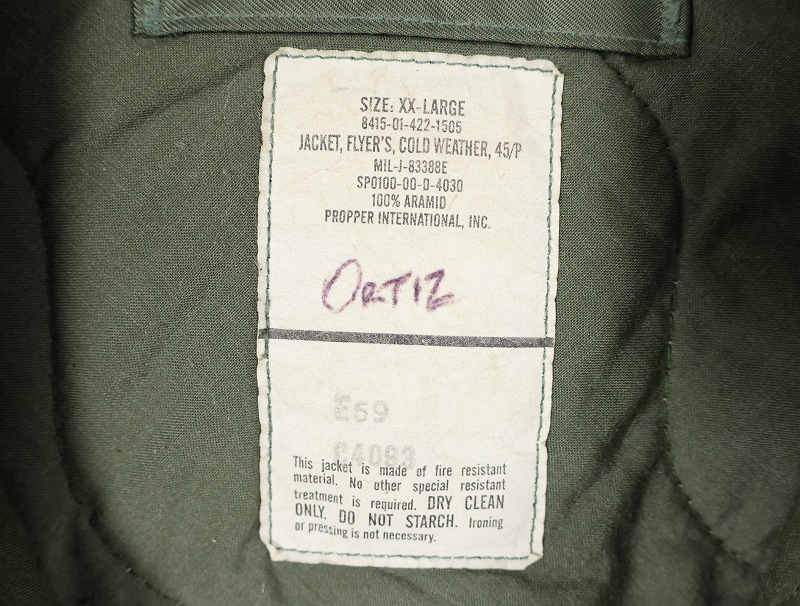 SIZE: XX-LARGE
8415-01-422-1505
JACKET, FLYER'S, COLD WEATHER, 45/P
MIL-J-83388E
SP0100-00-D-4030
100% ARAMID
PROPPER INTERNATIONAL, INC.
ORTIZ
E59
C4093
This jacket is made of fire resistant
material. No other special resistant
treatment is required. DRY CLEAN
ONLY. DO NOT STARCH. Ironing
or pressing is not necessary.